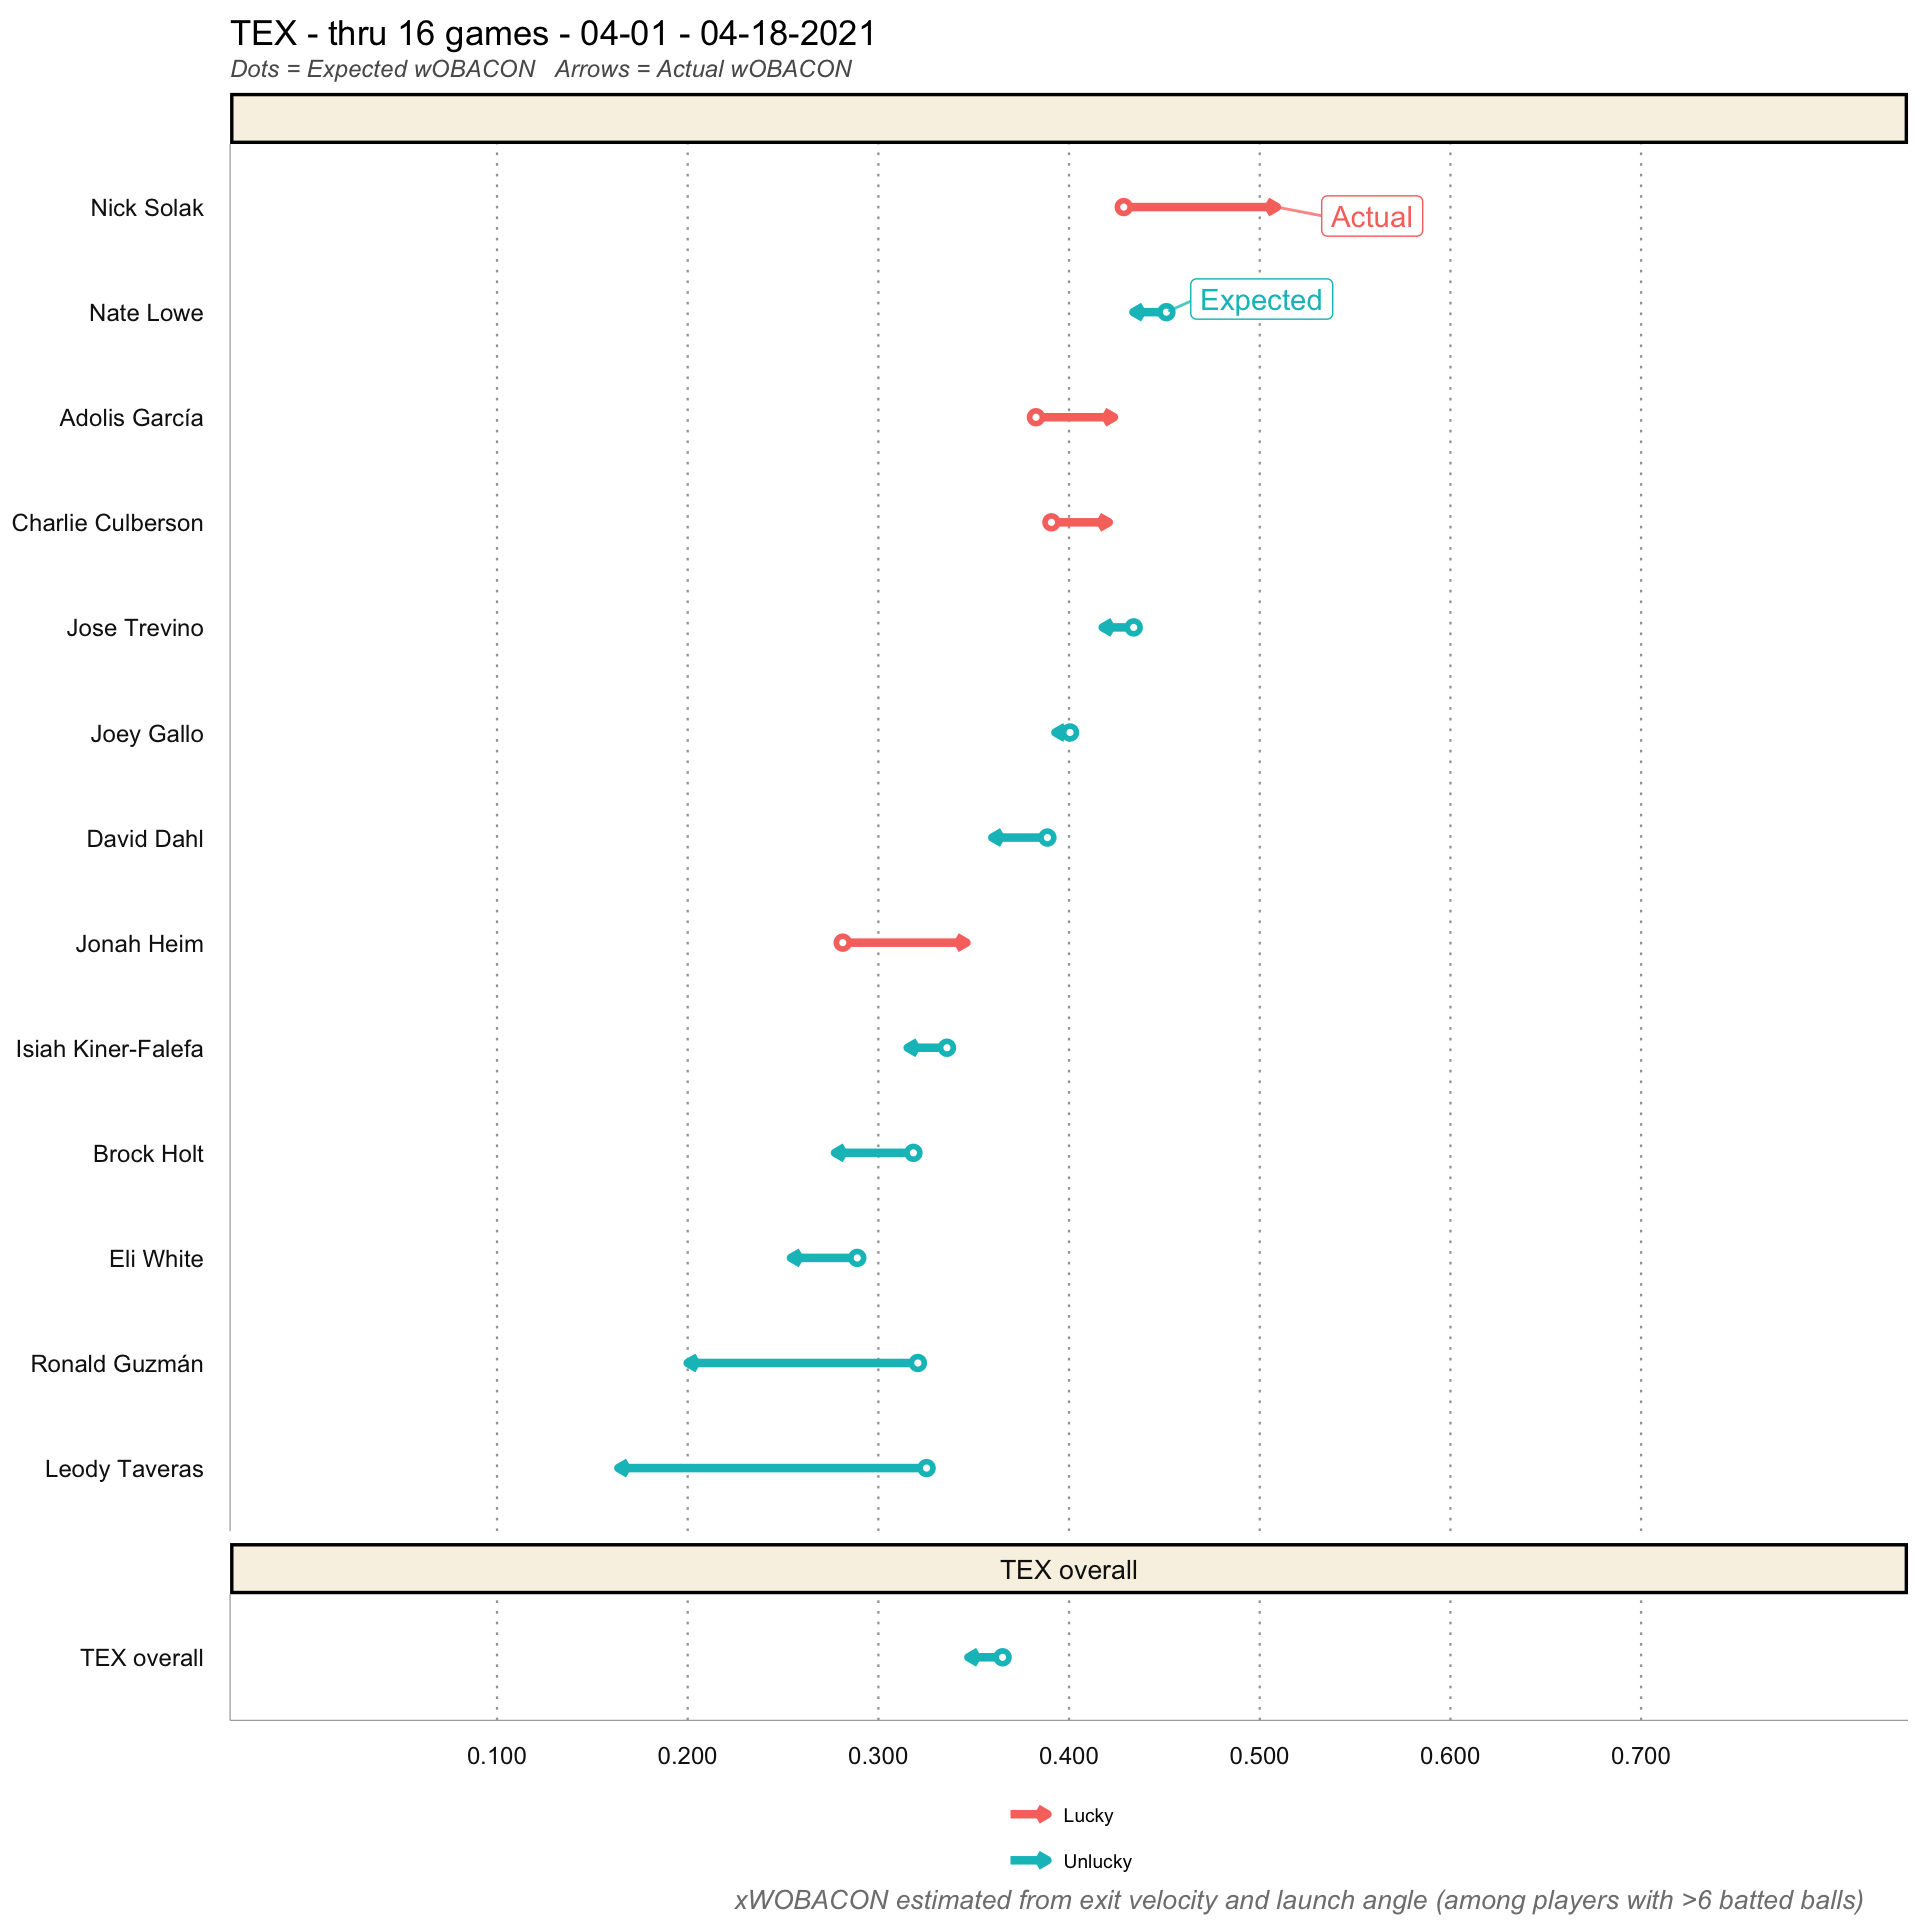 TEX - thru 16 games - 04-01 - 04-18-2021
Dots = Expected wOBACON   Arrows = Actual wOBACON
Nick Solak
Actual
Nate Lowe
Expected
Adolis García
Charlie Culberson
Jose Trevino
Joey Gallo
David Dahl
Jonah Heim
Isiah Kiner-Falefa
Brock Holt
Eli White
Ronald Guzmán
Leody Taveras
TEX overall
TEX overall
0.100 0.200 0.300 0.400 0.500 0.600 0.700
Lucky
Unlucky
xWOBACON estimated from exit velocity and launch angle (among players with >6 batted balls)